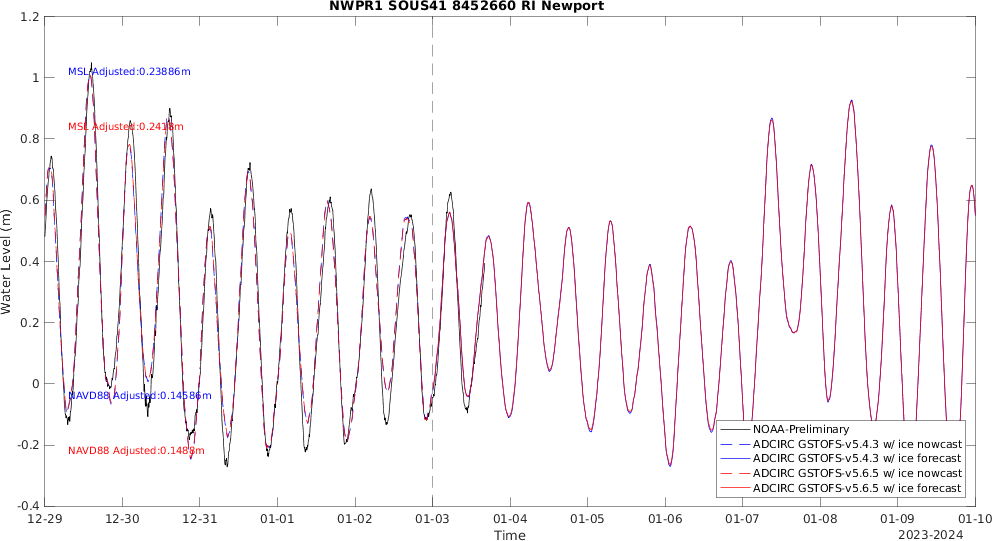 NWPR1 SOUS41 8452660 RI Newport
1.2
1
0.8
0.6
0.4
0.2
0
-0.2
-0.4
Water Level (m)
MSL Adjusted:0.23886m
MSL Adjusted:0.2418m
NAVD88 Adjusted:0.14586m
NAVD88 Adjusted:0.1488m
NOAA-Preliminary
ADCIRC GSTOFS-v5.4.3 w/ ice nowcast
ADCIRC GSTOFS-v5.4.3 w/ ice forecast
ADCIRC GSTOFS-v5.6.5 w/ ice nowcast
ADCIRC GSTOFS-v5.6.5 w/ ice forecast
12-29 12-30 12-31 01-01 01-02 01-03 01-04 01-05 01-06 01-07 01-08 01-09 01-10
Time
2023-2024